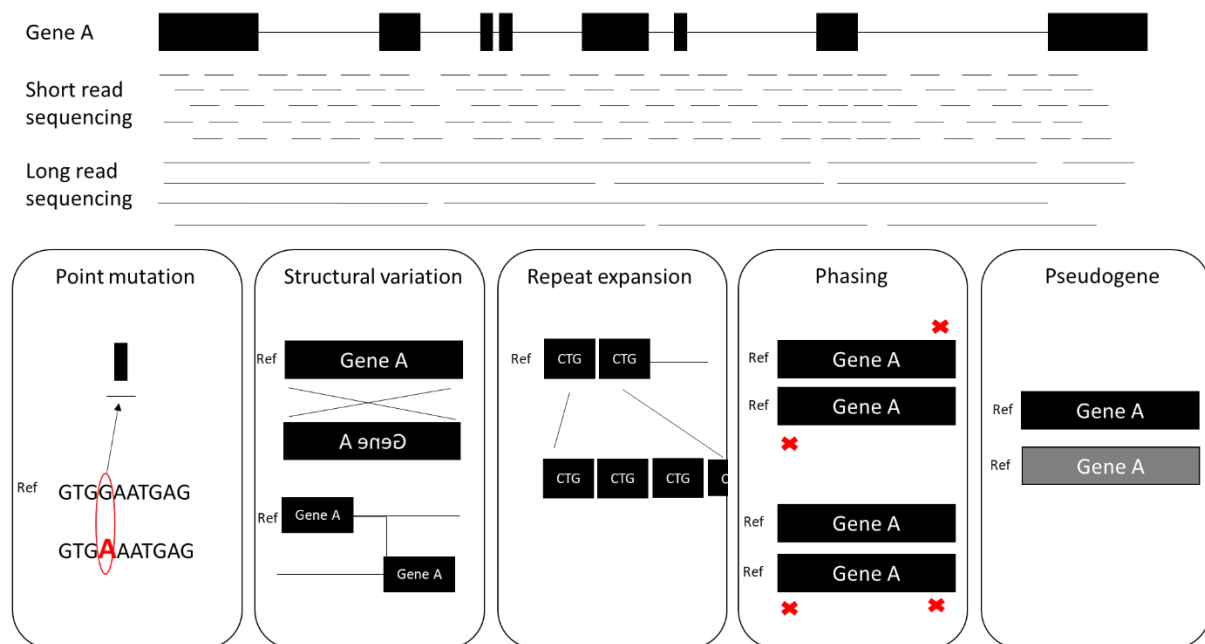 Gene A
Short read
sequencing
Long read
sequencing
Point mutation
Ref
GTGGAATGAG
GTGAAATGAG
Structural variation
Ref
Gene A
Gene A
Ref
Gene A
Gene A
Repeat expansion
Ref
CTG
CTG
CTG
CTG
CTG
C
Phasing
Ref
Gene A
Ref
Gene A
Ref
Gene A
Ref
Gene A
Pseudogene
Ref
Gene A
Ref
Gene A